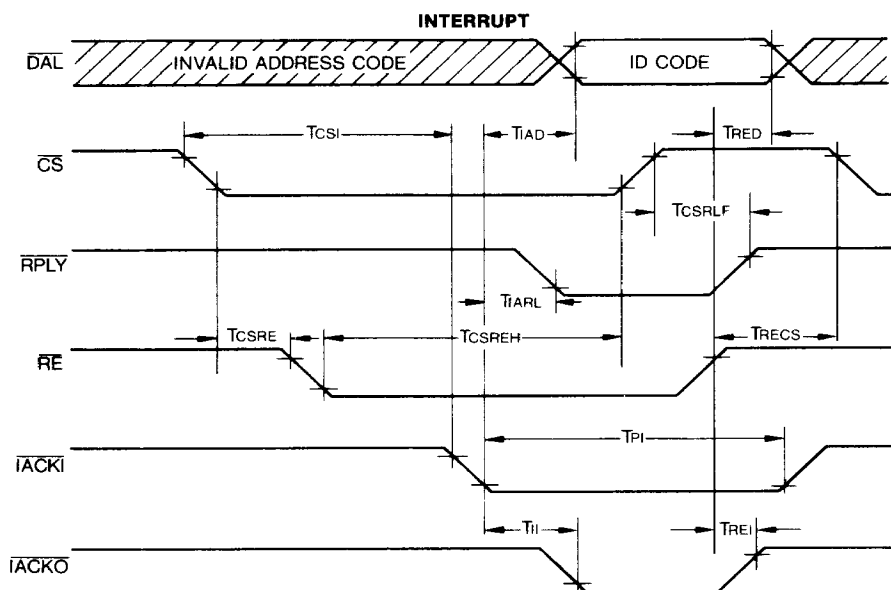 INTERRUPT
DAL
INVALID ADDRESS CODE
ID CODE
TCSI
TIAD
TRED
CS
TCSRLF
RPLY
TIARL
TCSRE
TCSREH
TRECS
RE
TPI
IACKI
TII
TREI
IACKO